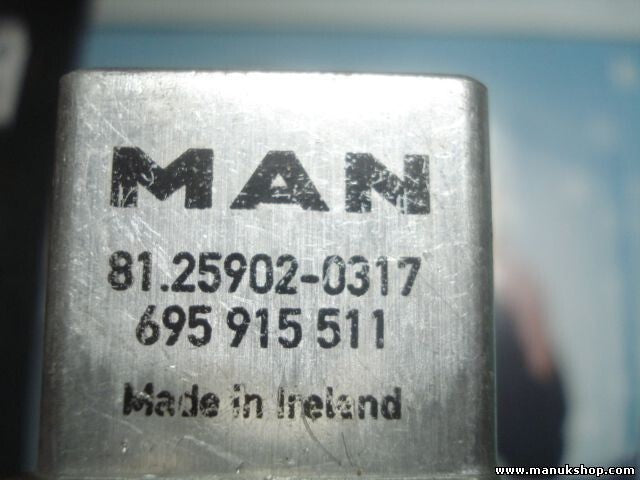 MAN
81.25902-0317
695 915 511
Made in Ireland
www.manukshop.com